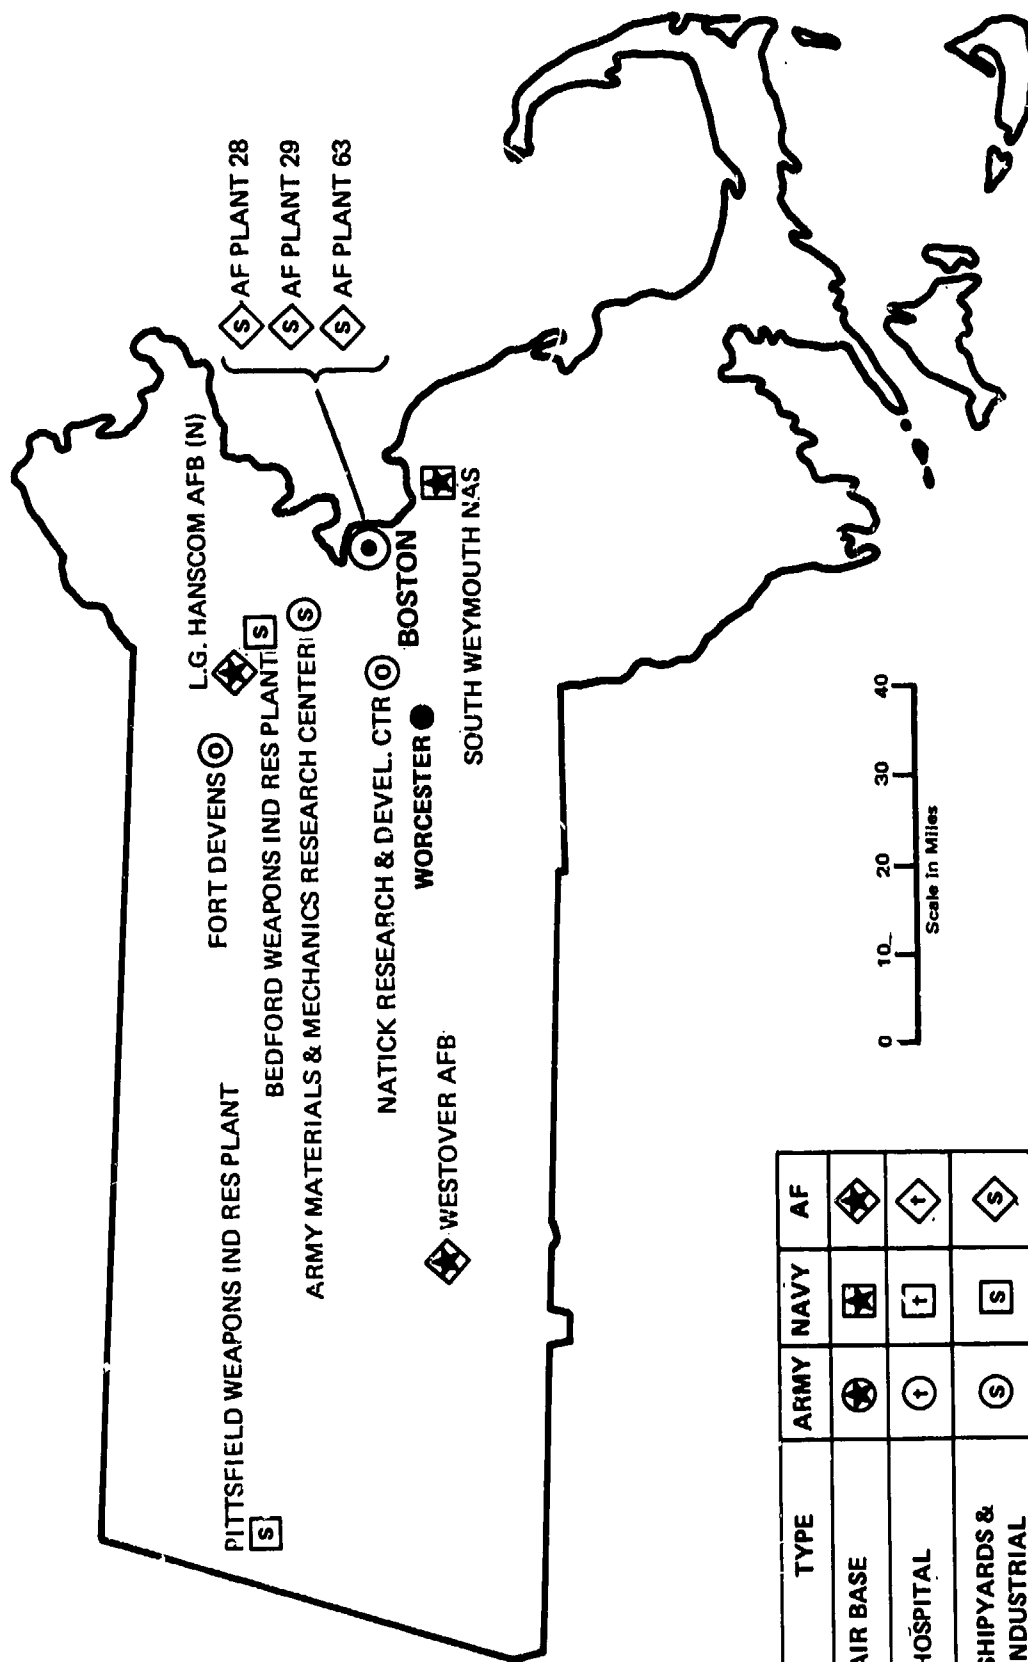 L.G. HANSCOM AFB (N)
PITTSFIELD WEAPONS IND RES PLANT
s
FORT DEVENS
O
AF PLANT 28
s
BEDFORD WEAPONS IND RES PLANT
s
AF PLANT 29
s
ARMY MATERIALS & MECHANICS RESEARCH CENTER
s
AF PLANT 63
s
NATICK RESEARCH & DEVEL. CTR
O
BOSTON
WORCESTER
WESTOVER AFB
SOUTH WEYMOUTH NAS
TYPE ARMY NAVY AF
AIR BASE
HOSPITAL t t t
SHIPYARDS & s s s
INDUSTRIAL
0 10 20 30 40
Scale in Miles